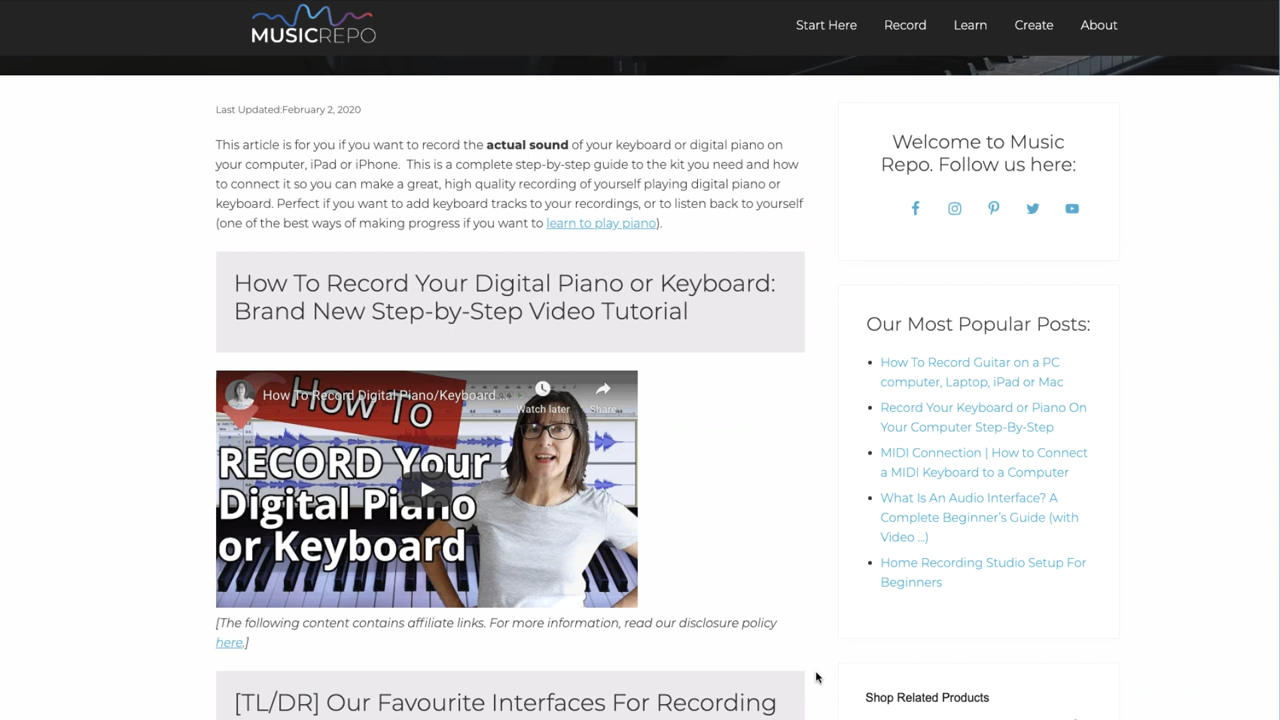 MUSICREPO
Start Here
Record
Learn
Create
About
Last Updated:February 2, 2020
This article is for you if you want to record the actual sound of your keyboard or digital piano on
your computer, iPad or iPhone. This is a complete step-by-step guide to the kit you need and how
to connect it so you can make a great, high quality recording of yourself playing digital piano or
keyboard. Perfect if you want to add keyboard tracks to your recordings, or to listen back to yourself
(one of the best ways of making progress if you want to learn to play piano).
How To Record Your Digital Piano or Keyboard:
Brand New Step-by-Step Video Tutorial
How To Record Digital Piano/Keyboard ...
Watch later
Share
How To
RECORD Your
Digital Piano
or Keyboard
[The following content contains affiliate links. For more information, read our disclosure policy
here.]
[TL/DR] Our Favourite Interfaces For Recording
Welcome to Music
Repo. Follow us here:
Our Most Popular Posts:
How To Record Guitar on a PC
computer, Laptop, iPad or Mac
Record Your Keyboard or Piano On
Your Computer Step-By-Step
MIDI Connection | How to Connect
a MIDI Keyboard to a Computer
What Is An Audio Interface? A
Complete Beginner’s Guide (with
Video ...)
Home Recording Studio Setup For
Beginners
Shop Related Products